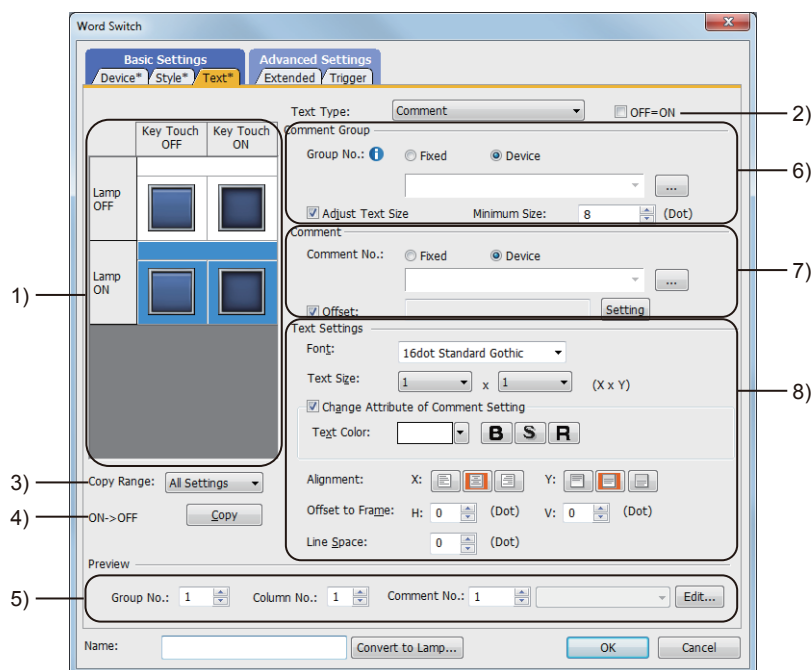 Word Switch
x
Basic Settings
Advanced Settings
Device* Style* Text* Extended Trigger
Text Type: Comment OFF=ON
2)
Key Touch OFF
Key Touch ON
Lamp OFF
Lamp ON
1)
Comment Group
Group No.: i Fixed Device
...
6)
Adjust Text Size Minimum Size: 8 (Dot)
Comment
Comment No.: Fixed Device
...
7)
Offset: Setting
Text Settings
Font: 16dot Standard Gothic
Text Size: 1 x 1 (X x Y)
8)
Change Attribute of Comment Setting
Text Color: B S R
Alignment: X: Y:
Offset to Frame: H: 0 (Dot) V: 0 (Dot)
Line Space: 0 (Dot)
3) Copy Range: All Settings
4) ON->OFF Copy
Preview
5) Group No.: 1 Column No.: 1 Comment No.: 1 Edit...
Name: Convert to Lamp... OK Cancel